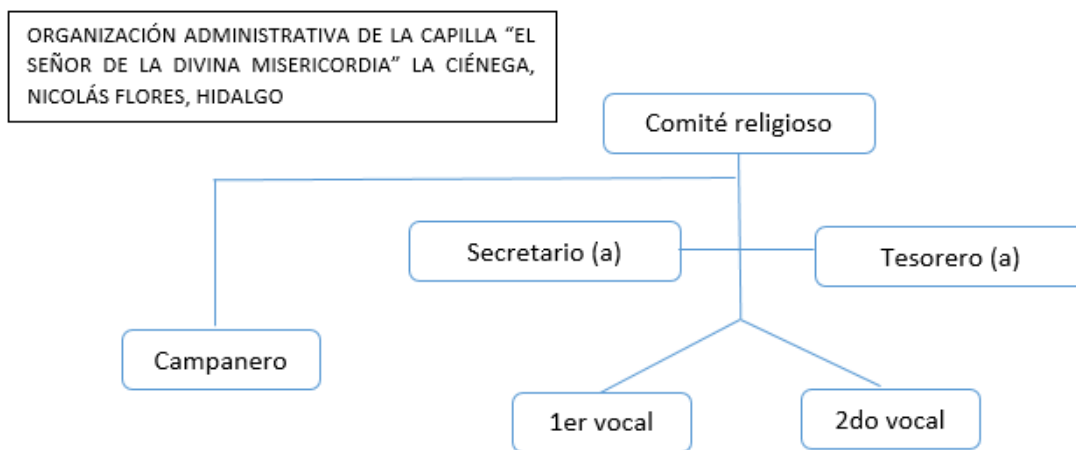 ORGANIZACIÓN ADMINISTRATIVA DE LA CAPILLA “EL
SEÑOR DE LA DIVINA MISERICORDIA” LA CIÉNEGA,
NICOLÁS FLORES, HIDALGO
Comité religioso
Secretario (a)
Tesorero (a)
Campanero
1er vocal
2do vocal